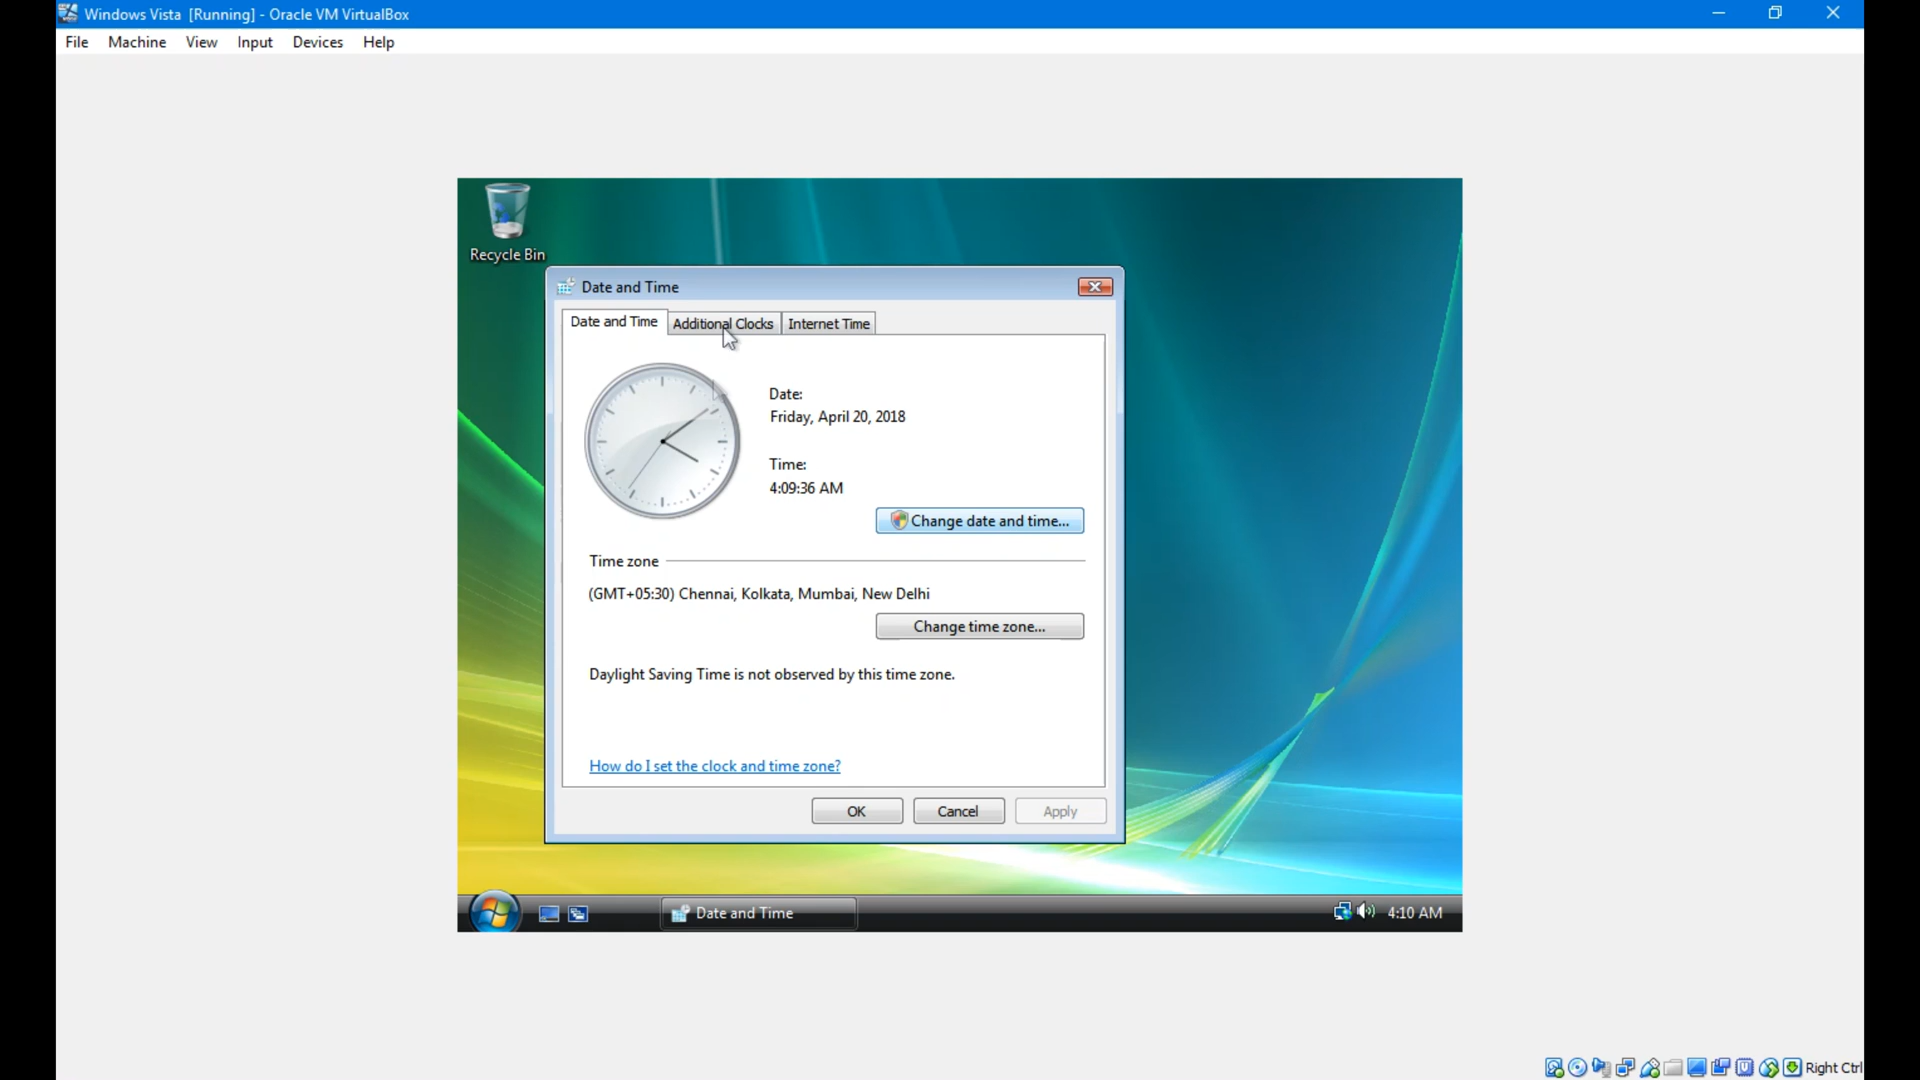 Windows Vista [Running] - Oracle VM VirtualBox
File Machine View Input Devices Help
Recycle Bin
Date and Time
Date and Time Additional Clocks Internet Time
Date:
Friday, April 20, 2018
Time:
4:09:36 AM
Change date and time...
Time zone
(GMT+05:30) Chennai, Kolkata, Mumbai, New Delhi
Change time zone...
Daylight Saving Time is not observed by this time zone.
How do I set the clock and time zone?
OK Cancel Apply
Date and Time 4:10 AM
Right Ctrl